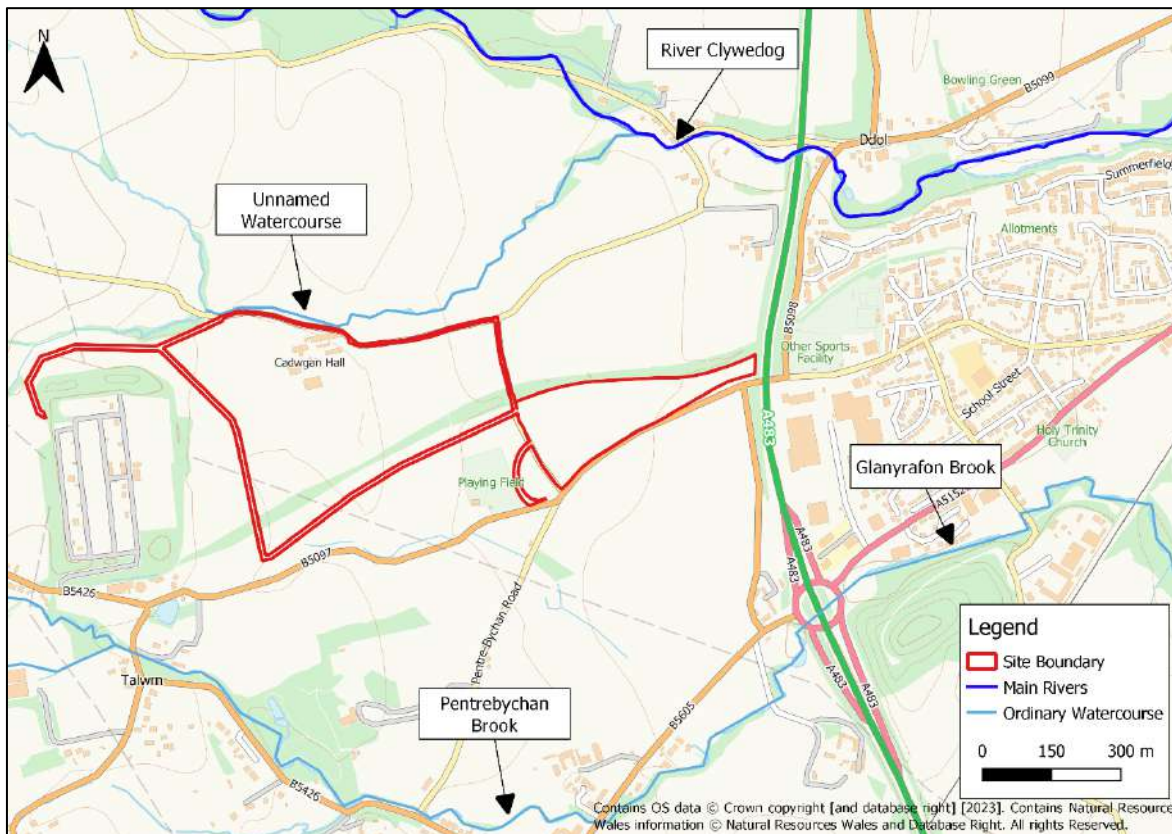 N
River Clywedog
Bowling Green
B5099
Ddol
Summerfield
Unnamed
Watercourse
Allotments
B5098
Other Sports
Facility
Cadwgan Hall
School Street
A483
Holy Trinity
Church
Glanyrafon Brook
A5152
Playing Field
B5097
A483
A483
B5426
Pentre-Bychan Road
Talwrn
Pentrebychan
Brook
B5605
A483
A483
B5426
Legend
Site Boundary
Main Rivers
Ordinary Watercourse
0 150 300 m
Contains OS data © Crown copyright [and database right] [2023]. Contains Natural Resource
Wales information © Natural Resources Wales and Database Right. All rights Reserved.